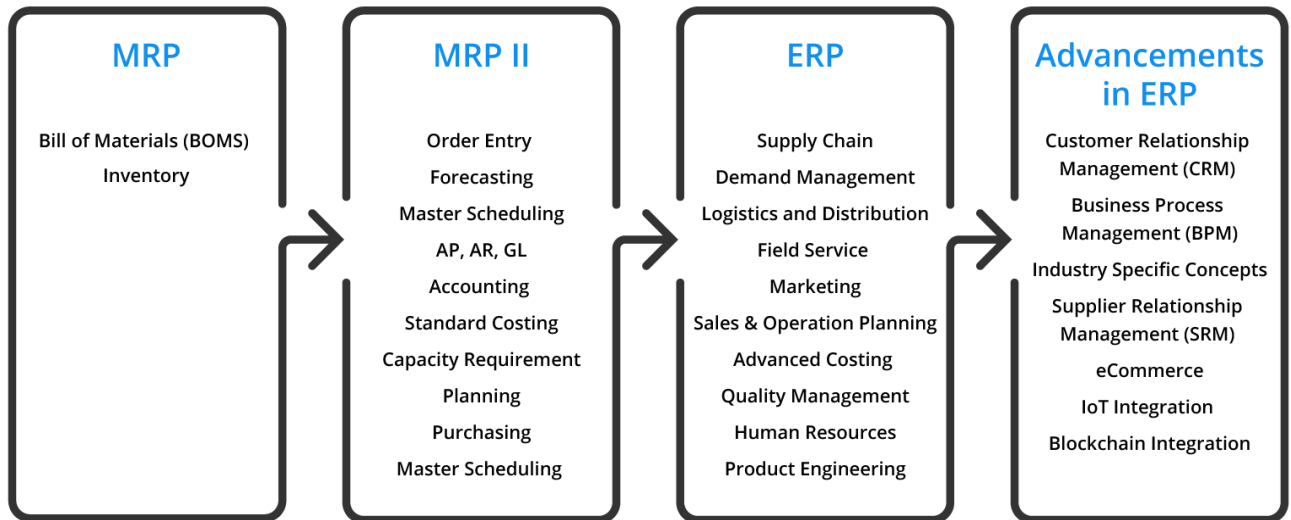 MRP
Bill of Materials (BOMS)
Inventory
MRP II
Order Entry
Forecasting
Master Scheduling
AP, AR, GL
Accounting
Standard Costing
Capacity Requirement
Planning
Purchasing
Master Scheduling
ERP
Supply Chain
Demand Management
Logistics and Distribution
Field Service
Marketing
Sales & Operation Planning
Advanced Costing
Quality Management
Human Resources
Product Engineering
Advancements
in ERP
Customer Relationship
Management (CRM)
Business Process
Management (BPM)
Industry Specific Concepts
Supplier Relationship
Management (SRM)
eCommerce
IoT Integration
Blockchain Integration